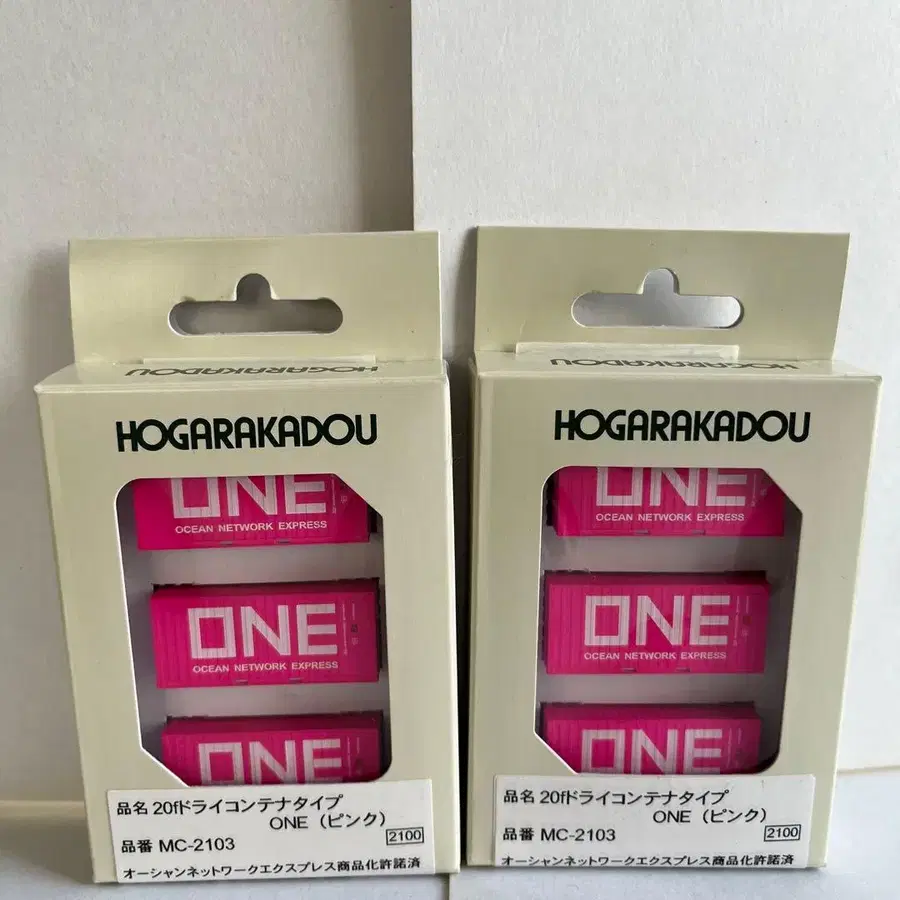 HOGARAKADOU
HOGARAKADOU
ONE
OCEAN NETWORK EXPRESS
ONE
OCEAN NETWORK EXPRESS
ONE
品名 20fドライコンテナタイプ
ONE（ピンク）
品番 MC-2103
2100
オーシャンネットワークエクスプレス商品化許諾済
HOGARAKADOU
HOGARAKADOU
ONE
OCEAN NETWORK EXPRESS
ONE
OCEAN NETWORK EXPRESS
ONE
品名 20fドライコンテナタイプ
ONE（ピンク）
品番 MC-2103
2100
オーシャンネットワークエクスプレス商品化許諾済